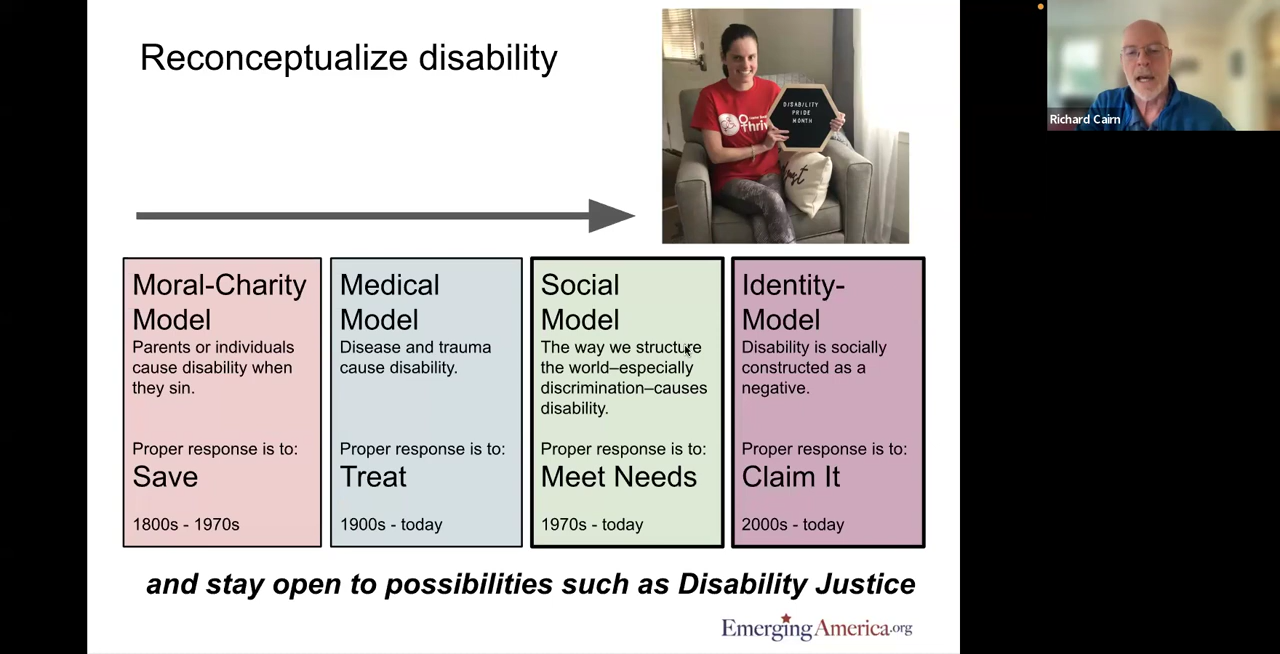 Reconceptualize disability
DISABILITY
PRIDE
MONTH
Thriv
Richard Cairn
Moral-Charity
Model
Parents or individuals
cause disability when
they sin.
Proper response is to:
Save
1800s - 1970s
Medical
Model
Disease and trauma
cause disability.
Proper response is to:
Treat
1900s - today
Social
Model
The way we structure
the world–especially
discrimination–causes
disability.
Proper response is to:
Meet Needs
1970s - today
Identity-
Model
Disability is socially
constructed as a
negative.
Proper response is to:
Claim It
2000s - today
and stay open to possibilities such as Disability Justice
EmergingAmerica.org